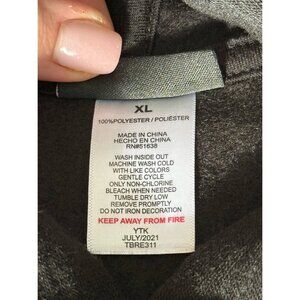 XL
100%POLYESTER / POLIÉSTER
MADE IN CHINA
HECHO EN CHINA
RN#51638
WASH INSIDE OUT
MACHINE WASH COLD
WITH LIKE COLORS
GENTLE CYCLE
ONLY NON-CHLORINE
BLEACH WHEN NEEDED
TUMBLE DRY LOW
REMOVE PROMPTLY
DO NOT IRON DECORATION
KEEP AWAY FROM FIRE
YTK
JULY/2021
TBRE311